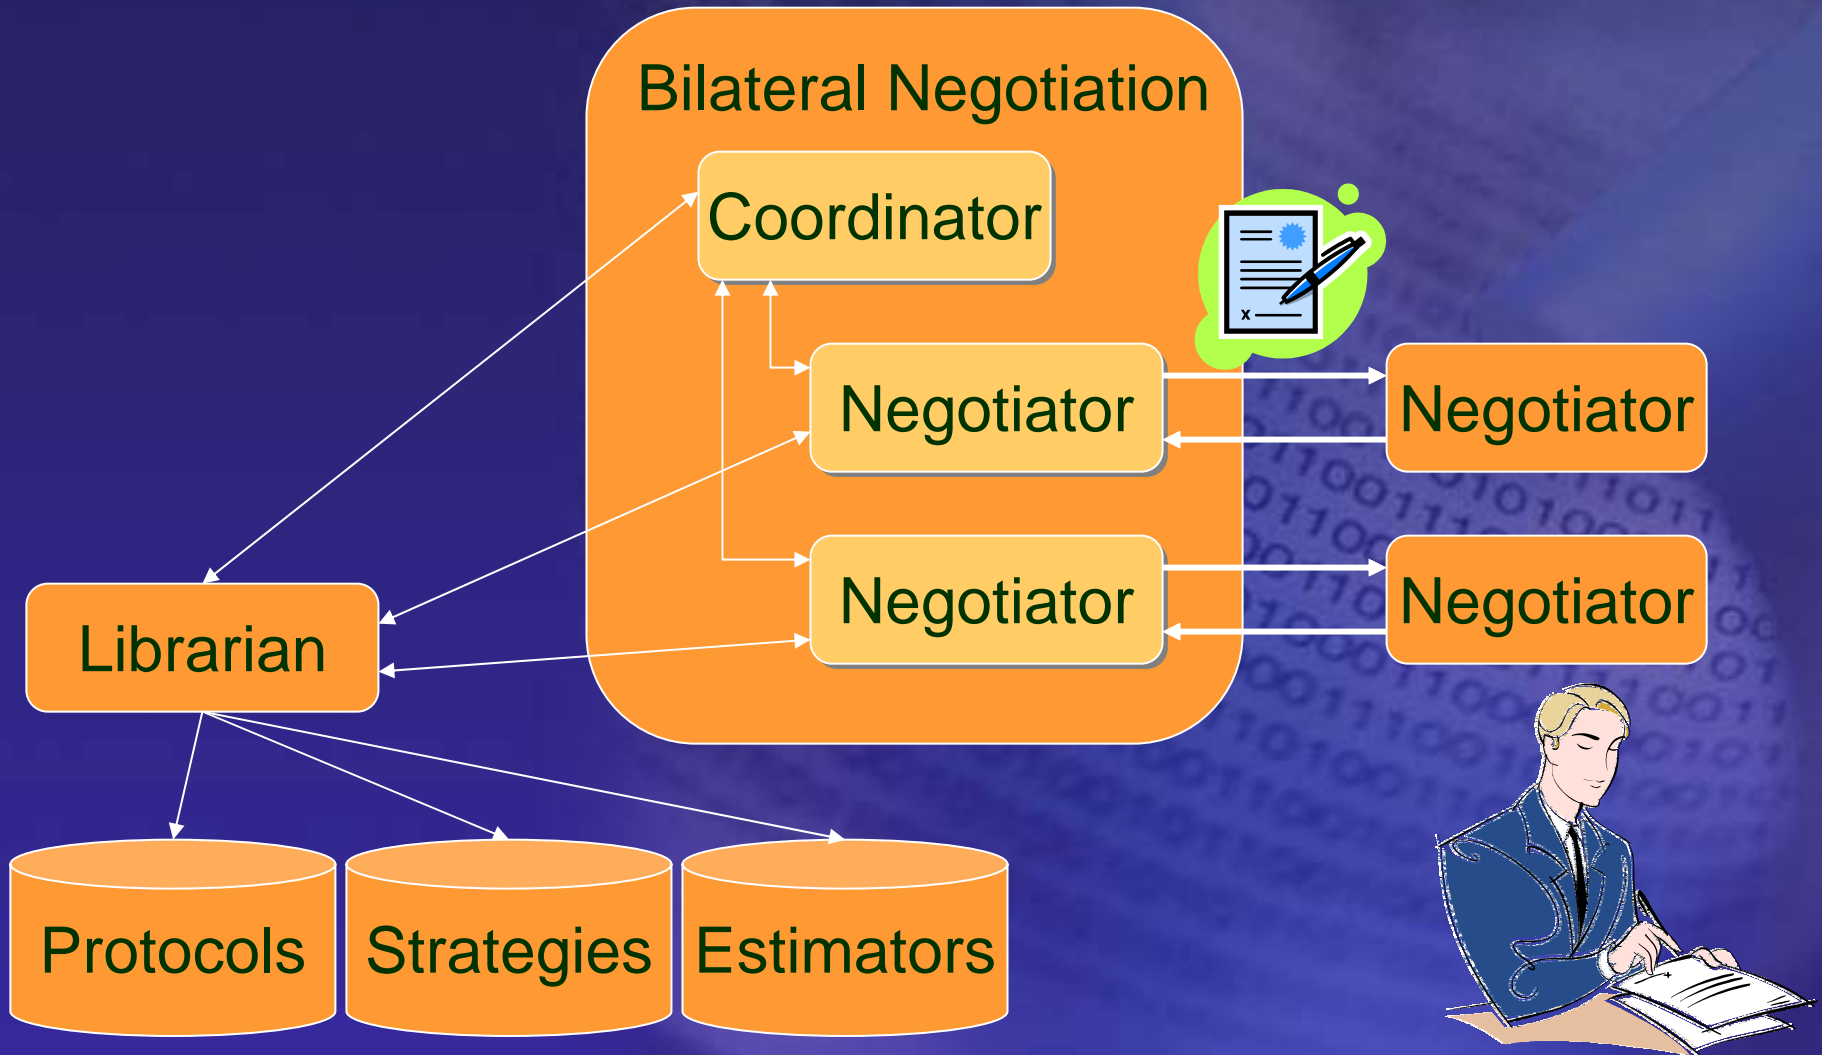 Bilateral Negotiation
Coordinator
Negotiator
Negotiator
Negotiator
Negotiator
Librarian
Protocols
Strategies
Estimators
x